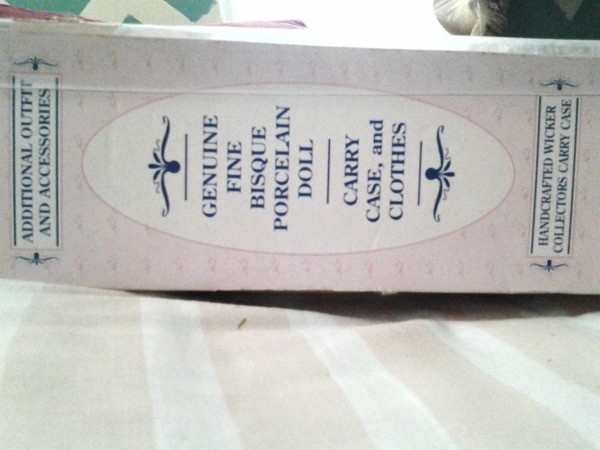 ADDITIONAL OUTFIT
AND ACCESSORIES
GENUINE
FINE
BISQUE
PORCELAIN
DOLL
CARRY
CASE, and
CLOTHES
HANDCRAFTED WICKER
COLLECTORS CARRY CASE